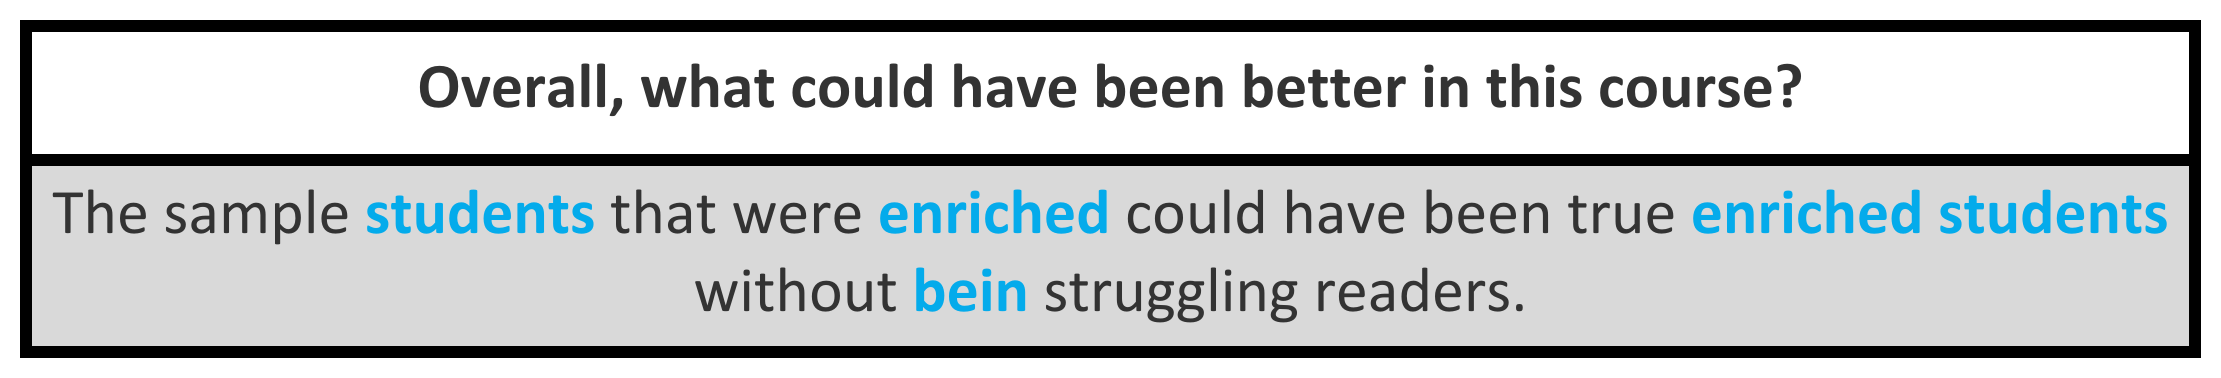 Overall, what could have been better in this course?
The sample students that were enriched could have been true enriched students
without bein struggling readers.